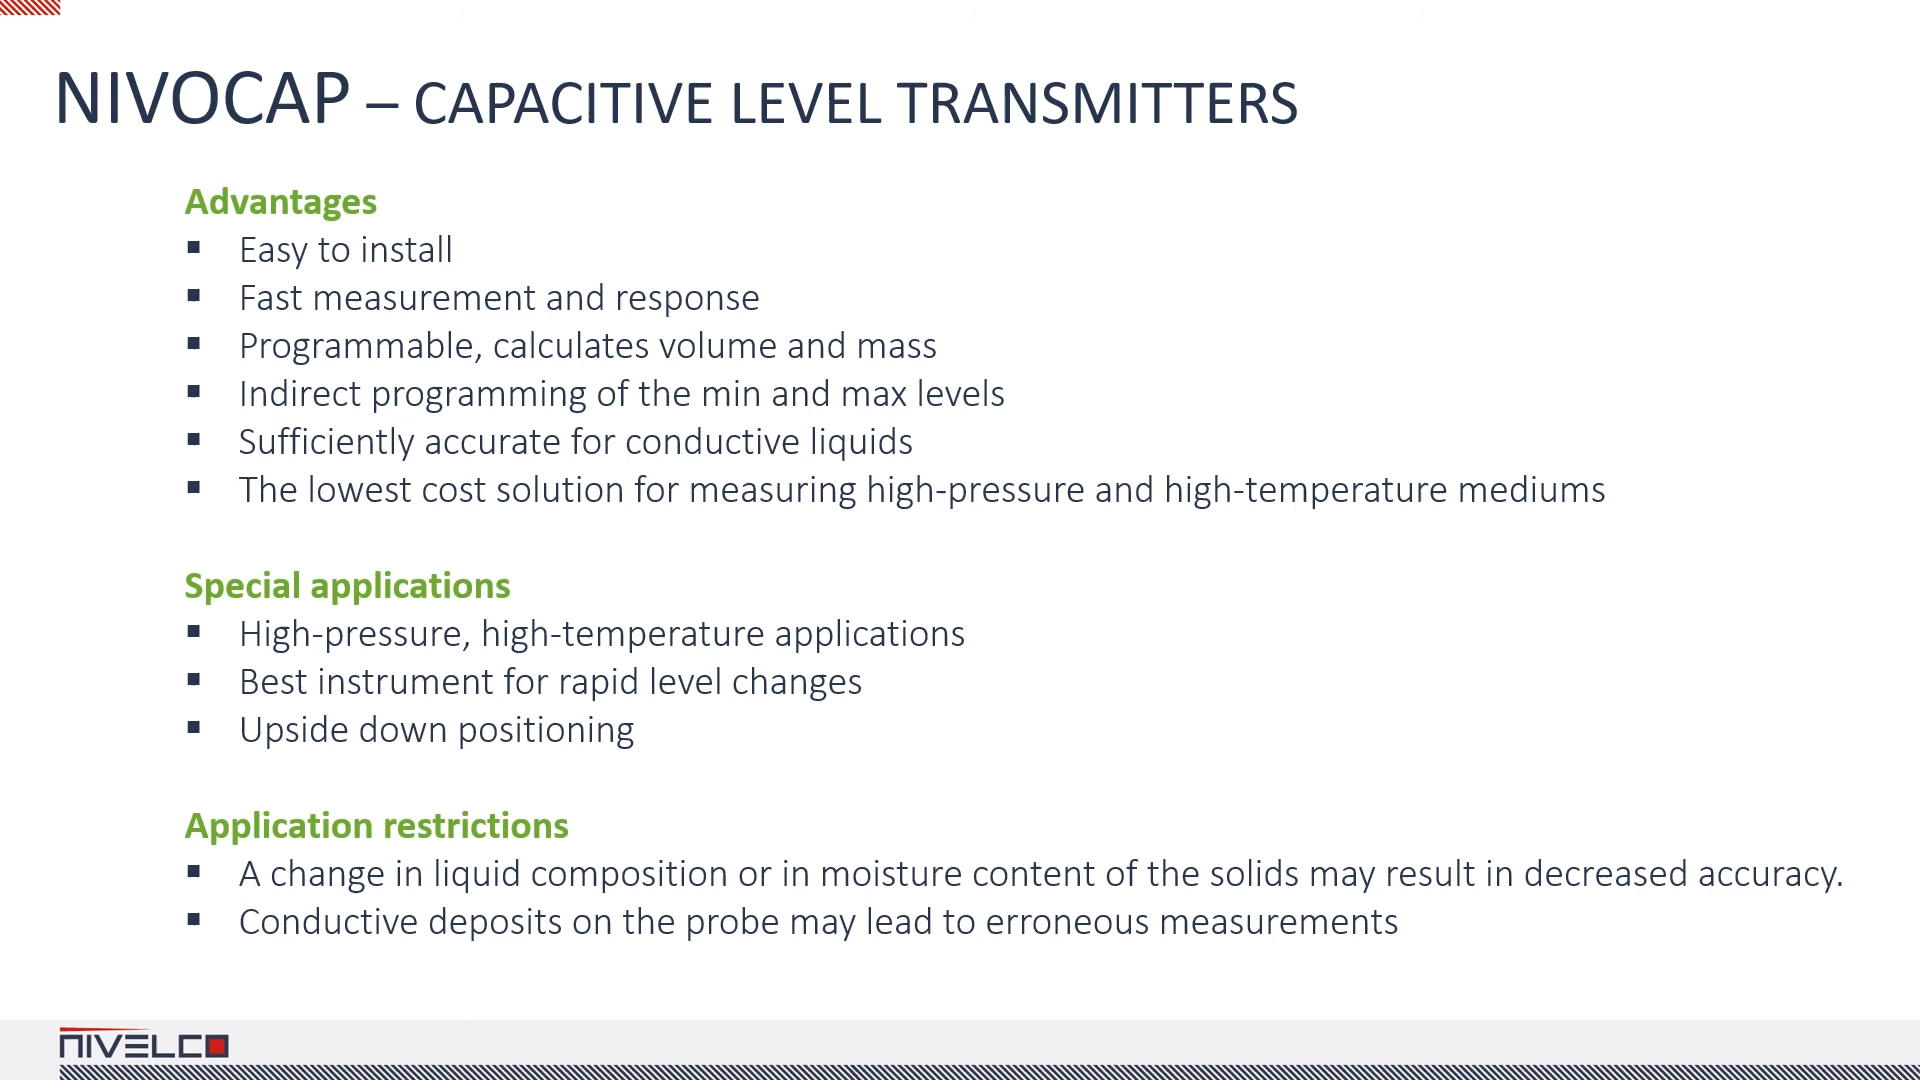 NIVOCAP – CAPACITIVE LEVEL TRANSMITTERS
Advantages
▪ Easy to install
▪ Fast measurement and response
▪ Programmable, calculates volume and mass
▪ Indirect programming of the min and max levels
▪ Sufficiently accurate for conductive liquids
▪ The lowest cost solution for measuring high-pressure and high-temperature mediums
Special applications
▪ High-pressure, high-temperature applications
▪ Best instrument for rapid level changes
▪ Upside down positioning
Application restrictions
▪ A change in liquid composition or in moisture content of the solids may result in decreased accuracy.
▪ Conductive deposits on the probe may lead to erroneous measurements
NIVELCO